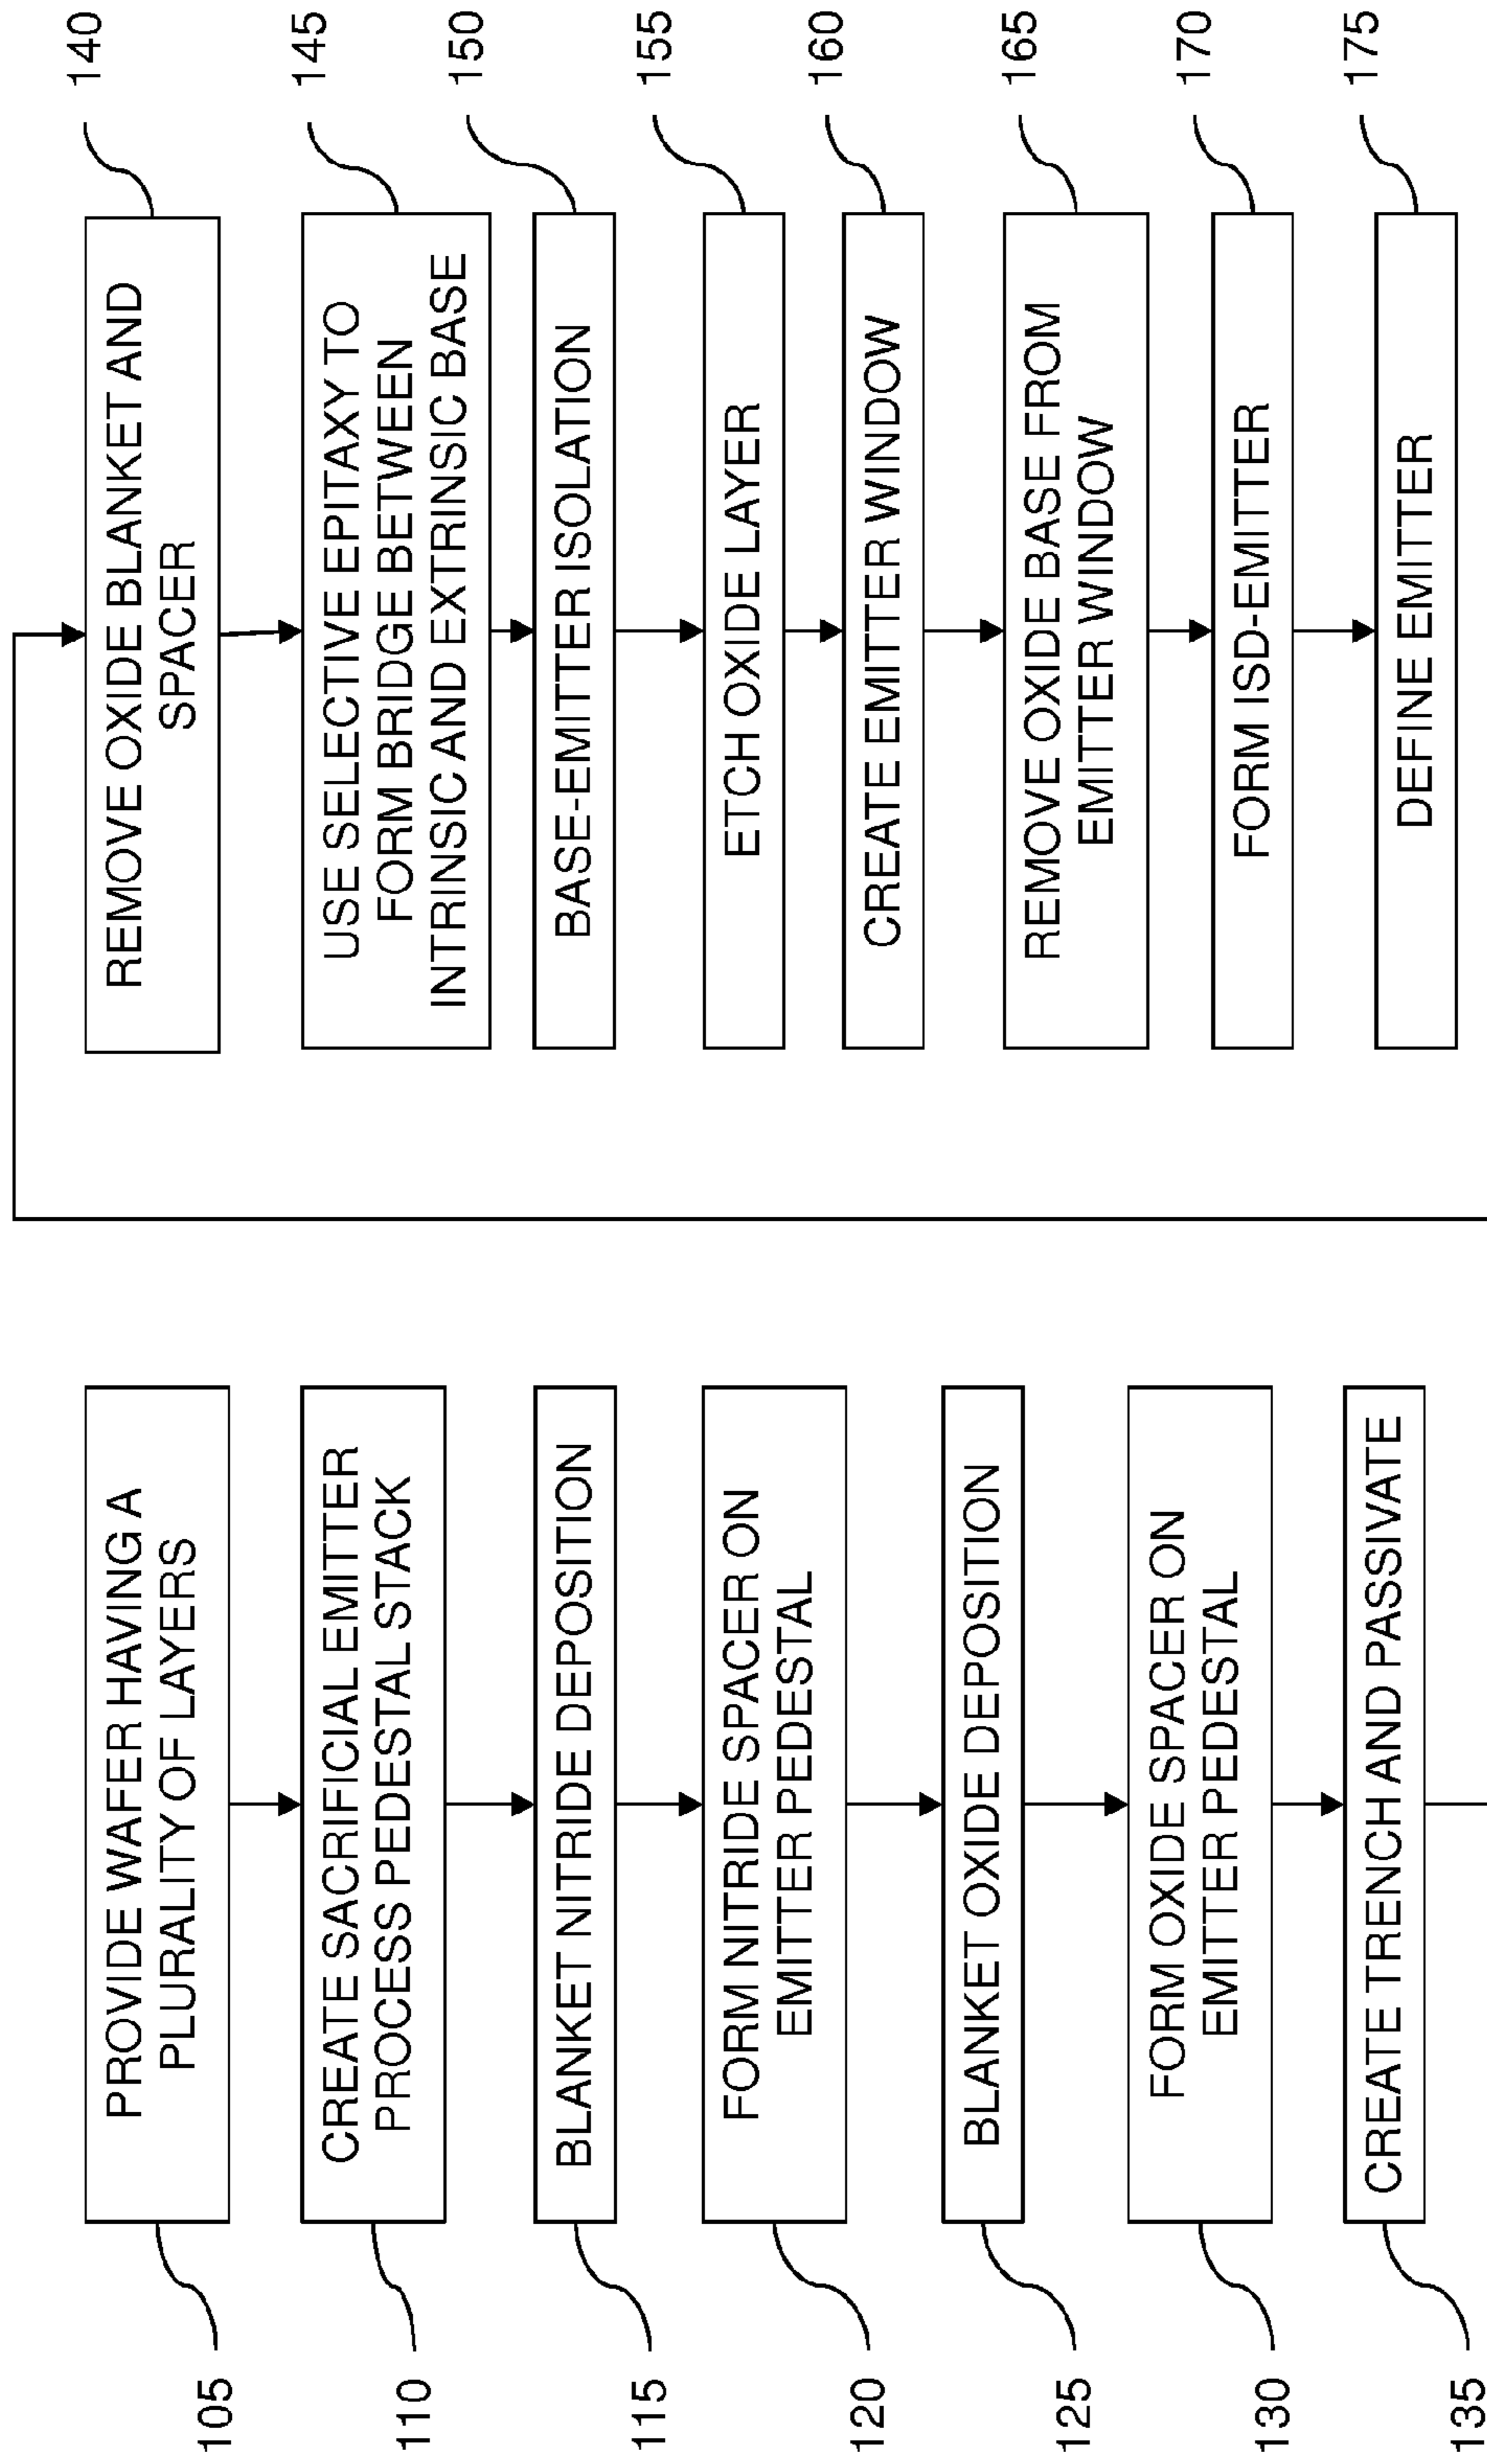 105
PROVIDE WAFER HAVING A
PLURALITY OF LAYERS
110
CREATE SACRIFICIAL EMITTER
PROCESS PEDESTAL STACK
115
BLANKET NITRIDE DEPOSITION
120
FORM NITRIDE SPACER ON
EMITTER PEDESTAL
125
BLANKET OXIDE DEPOSITION
130
FORM OXIDE SPACER ON
EMITTER PEDESTAL
135
CREATE TRENCH AND PASSIVATE
REMOVE OXIDE BLANKET AND
SPACER
140
USE SELECTIVE EPITAXY TO
FORM BRIDGE BETWEEN
INTRINSIC AND EXTRINSIC BASE
145
BASE-EMITTER ISOLATION
150
ETCH OXIDE LAYER
155
CREATE EMITTER WINDOW
160
REMOVE OXIDE BASE FROM
EMITTER WINDOW
165
FORM ISD-EMITTER
170
DEFINE EMITTER
175